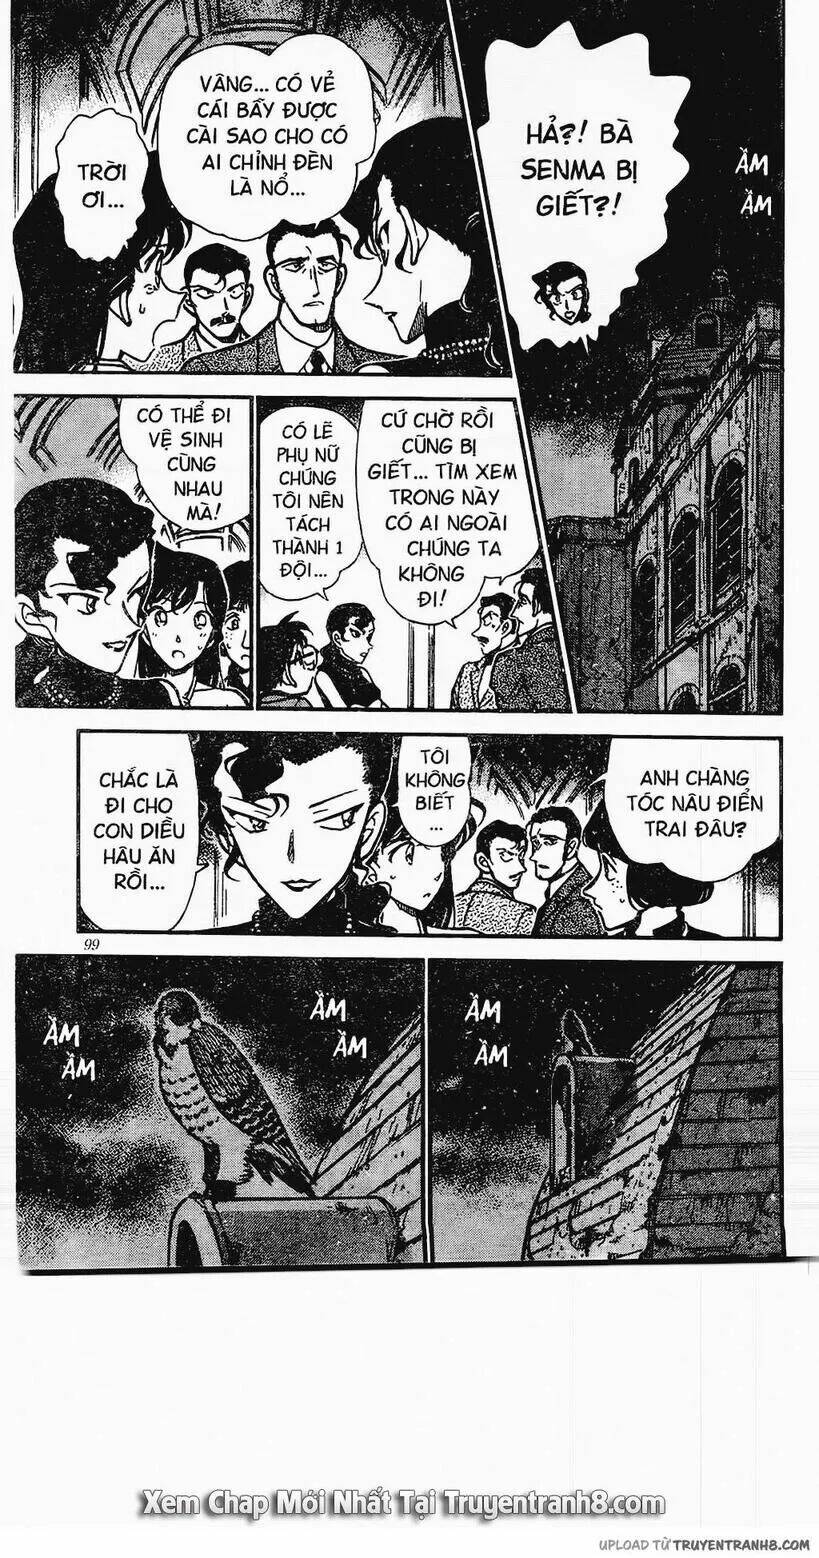 HẢ?! BÀ
SENMA BỊ
GIẾT?!
ẦM
ẦM
VÂNG... CÓ VẺ
CÁI BẪY ĐƯỢC
CÀI SAO CHO CÓ
AI CHỈNH ĐÈN
LÀ NỔ...
TRỜI
ƠI...
CỨ CHỜ RỒI
CŨNG BỊ
GIẾT... TÌM XEM
TRONG NÀY
CÓ AI NGOÀI
CHÚNG TA
KHÔNG
ĐI!
CÓ LẼ
PHỤ NỮ
CHÚNG
TÔI NÊN
TÁCH
THÀNH 1
ĐỘI...
CÓ THỂ ĐI
VỆ SINH
CÙNG
NHAU
MÀ!
ANH CHÀNG
TÓC NÂU ĐIỂN
TRAI ĐÂU?
TÔI
KHÔNG
BIẾT
...
CHẮC LÀ
ĐI CHO
CON DIỀU
HÂU ĂN
RỒI...
99
ẦM
ẦM
ẦM
ẦM
ẦM
ẦM
Xem Chap Mới Nhất Tại Truyentranh8.com
UPLOAD TỪ TRUYENTRANH8.COM